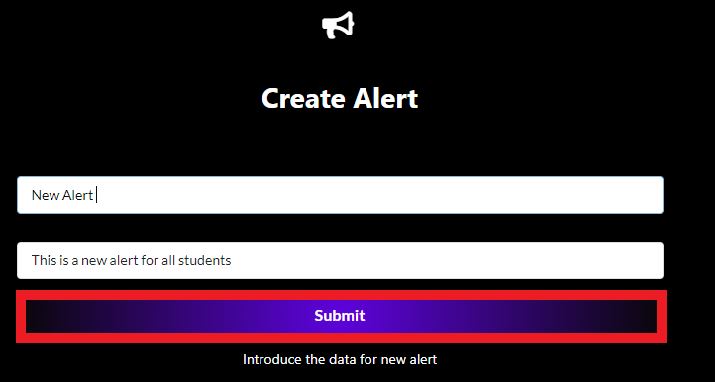 Create Alert
New Alert
This is a new alert for all students
Submit
Introduce the data for new alert